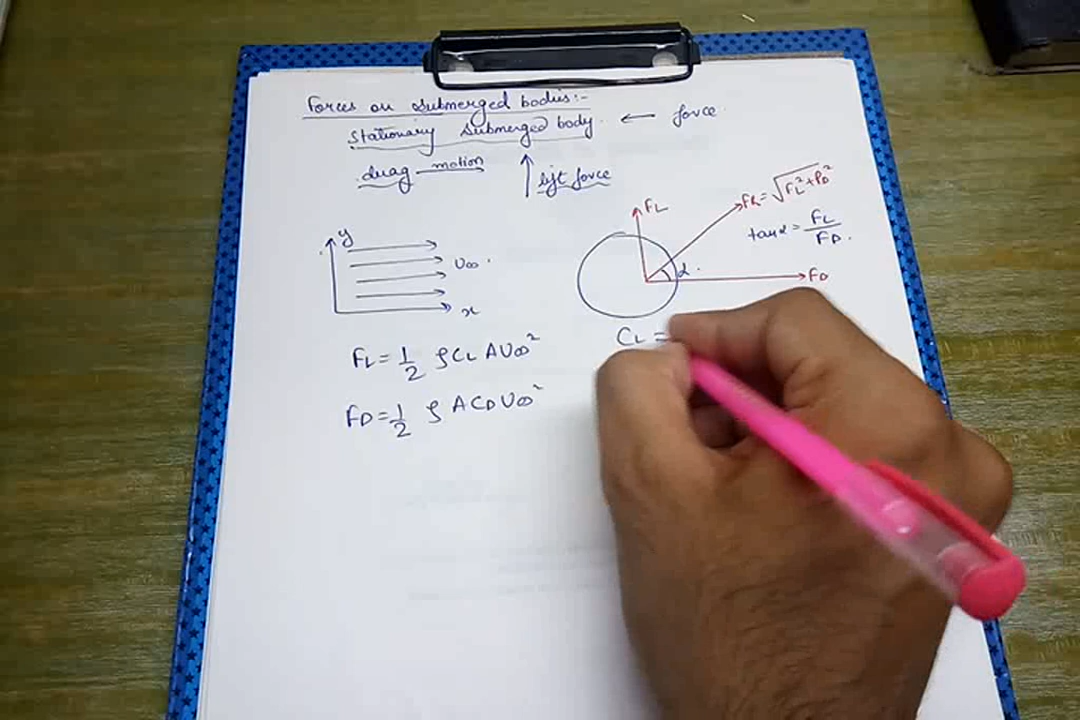 Forces on submerged bodies:-
Stationary submerged body. ← force
drag motion ↑ lift force
FL
FR = √FL²+FD²
tan α = FL/FD.
α
FD
y
U∞
x
FL = 1/2 ρ CL A U∞²
CL =
FD = 1/2 ρ A CD U∞²